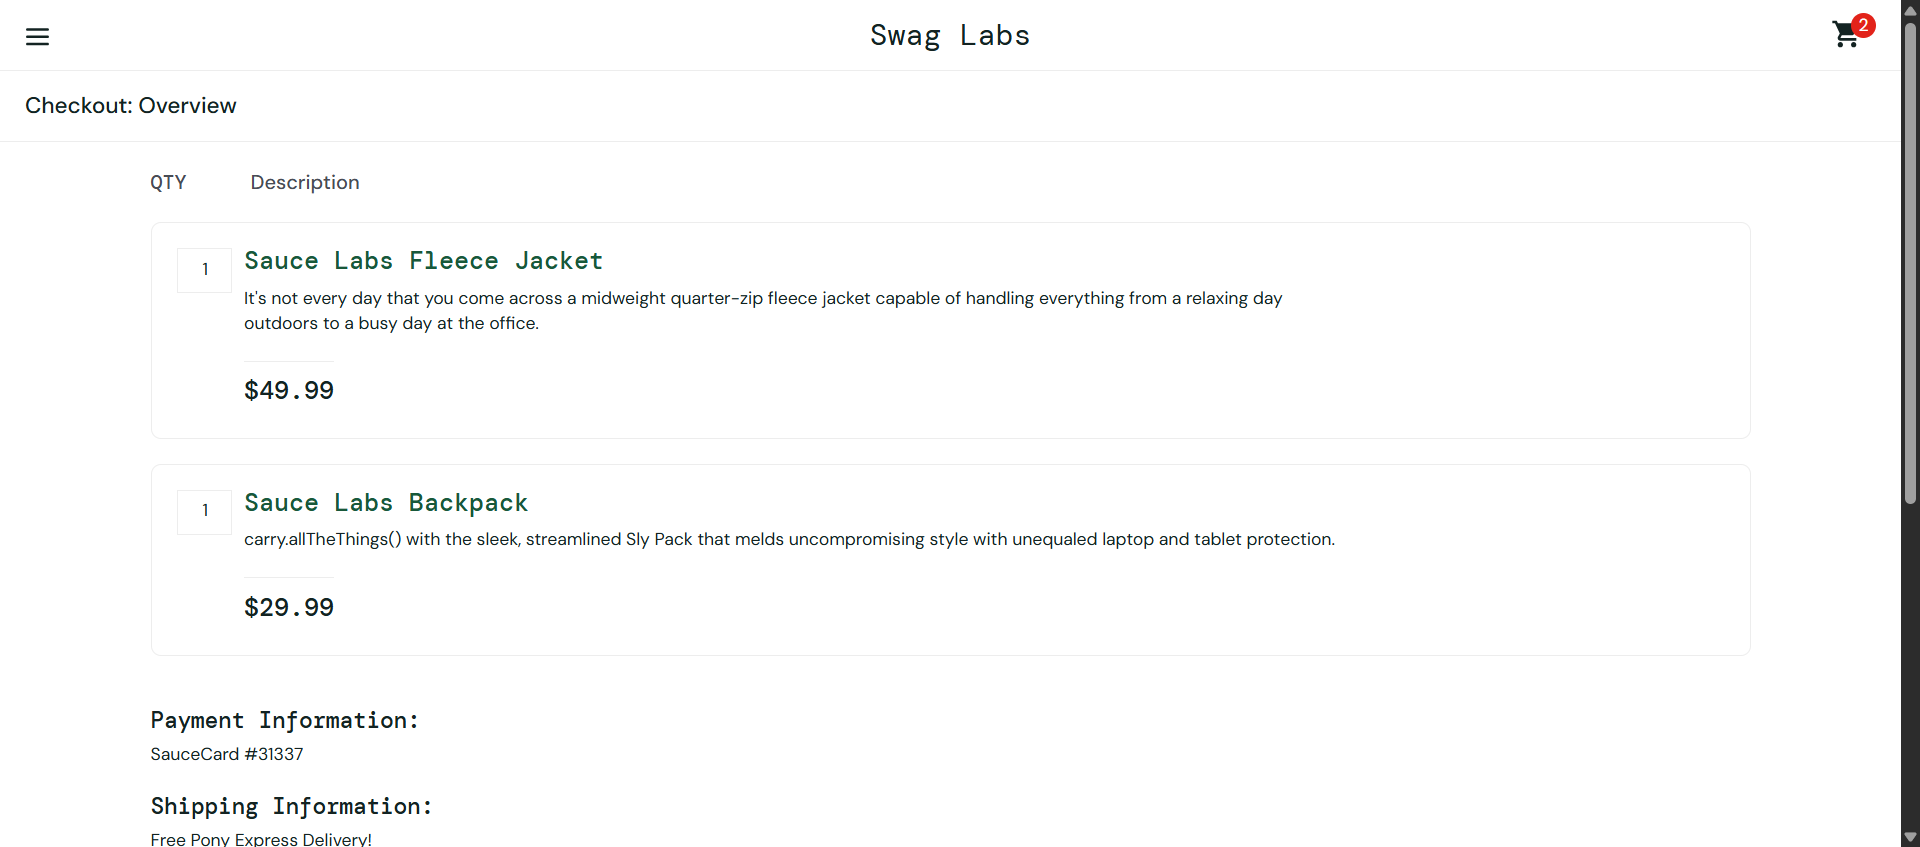 Swag Labs
2
Checkout: Overview
QTY Description
1
Sauce Labs Fleece Jacket
It's not every day that you come across a midweight quarter-zip fleece jacket capable of handling everything from a relaxing day
outdoors to a busy day at the office.
$49.99
1
Sauce Labs Backpack
carry.allTheThings() with the sleek, streamlined Sly Pack that melds uncompromising style with unequaled laptop and tablet protection.
$29.99
Payment Information:
SauceCard #31337
Shipping Information:
Free Pony Express Delivery!